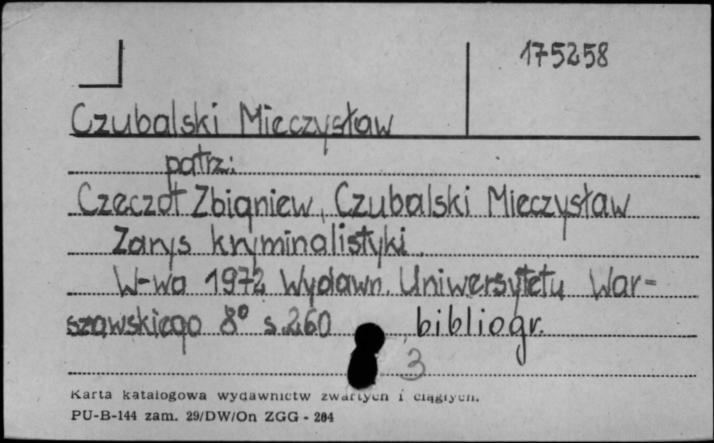 175258
Czubalski Mieczysław
patrz:
Czeczot Zbigniew, Czubalski Mieczysław
Zarys kryminalistyki.
W-wa 1972 Wydawn. Uniwersytetu War-
szawskiego 8° s.260 bibliogr.
3
Karta katalogowa wydawnictw zwartych i ciągłych.
PU-B-144 zam. 29/DW/On ZGG - 204